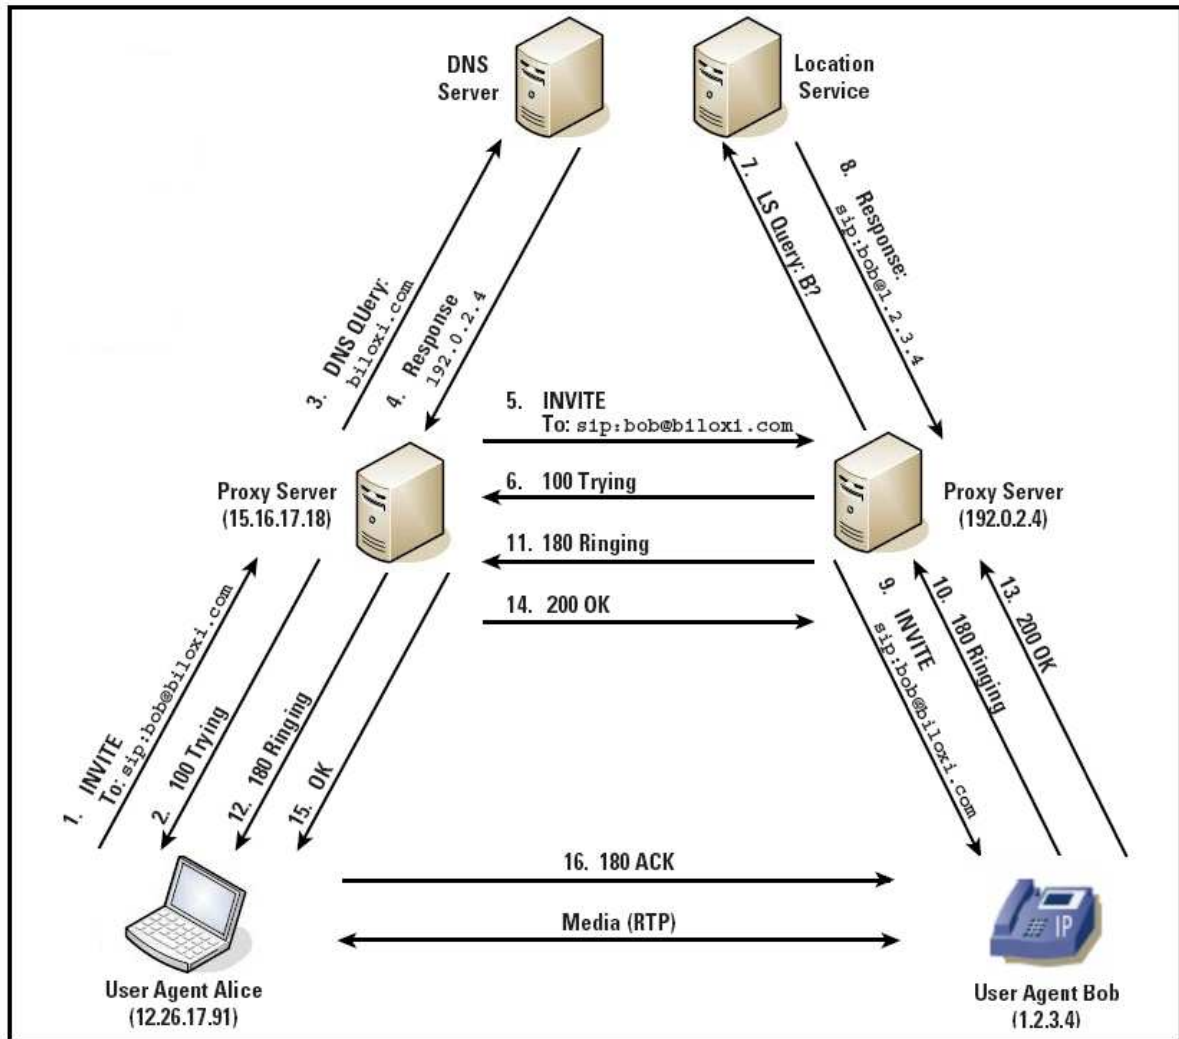 DNS
Server
Location
Service
3. DNS QUery:
biloxi.com
4. Response
192.0.2.4
7. LS Query: B?
8. Response:
sip:bob@1.2.3.4
5. INVITE
To: sip:bob@biloxi.com
6. 100 Trying
Proxy Server
(15.16.17.18)
Proxy Server
(192.0.2.4)
11. 180 Ringing
14. 200 OK
1. INVITE
To: sip:bob@biloxi.com
2. 100 Trying
12. 180 Ringing
15. OK
9. INVITE
sip:bob@biloxi.com
10. 180 Ringing
13. 200 OK
16. 180 ACK
Media (RTP)
IP
User Agent Alice
(12.26.17.91)
User Agent Bob
(1.2.3.4)